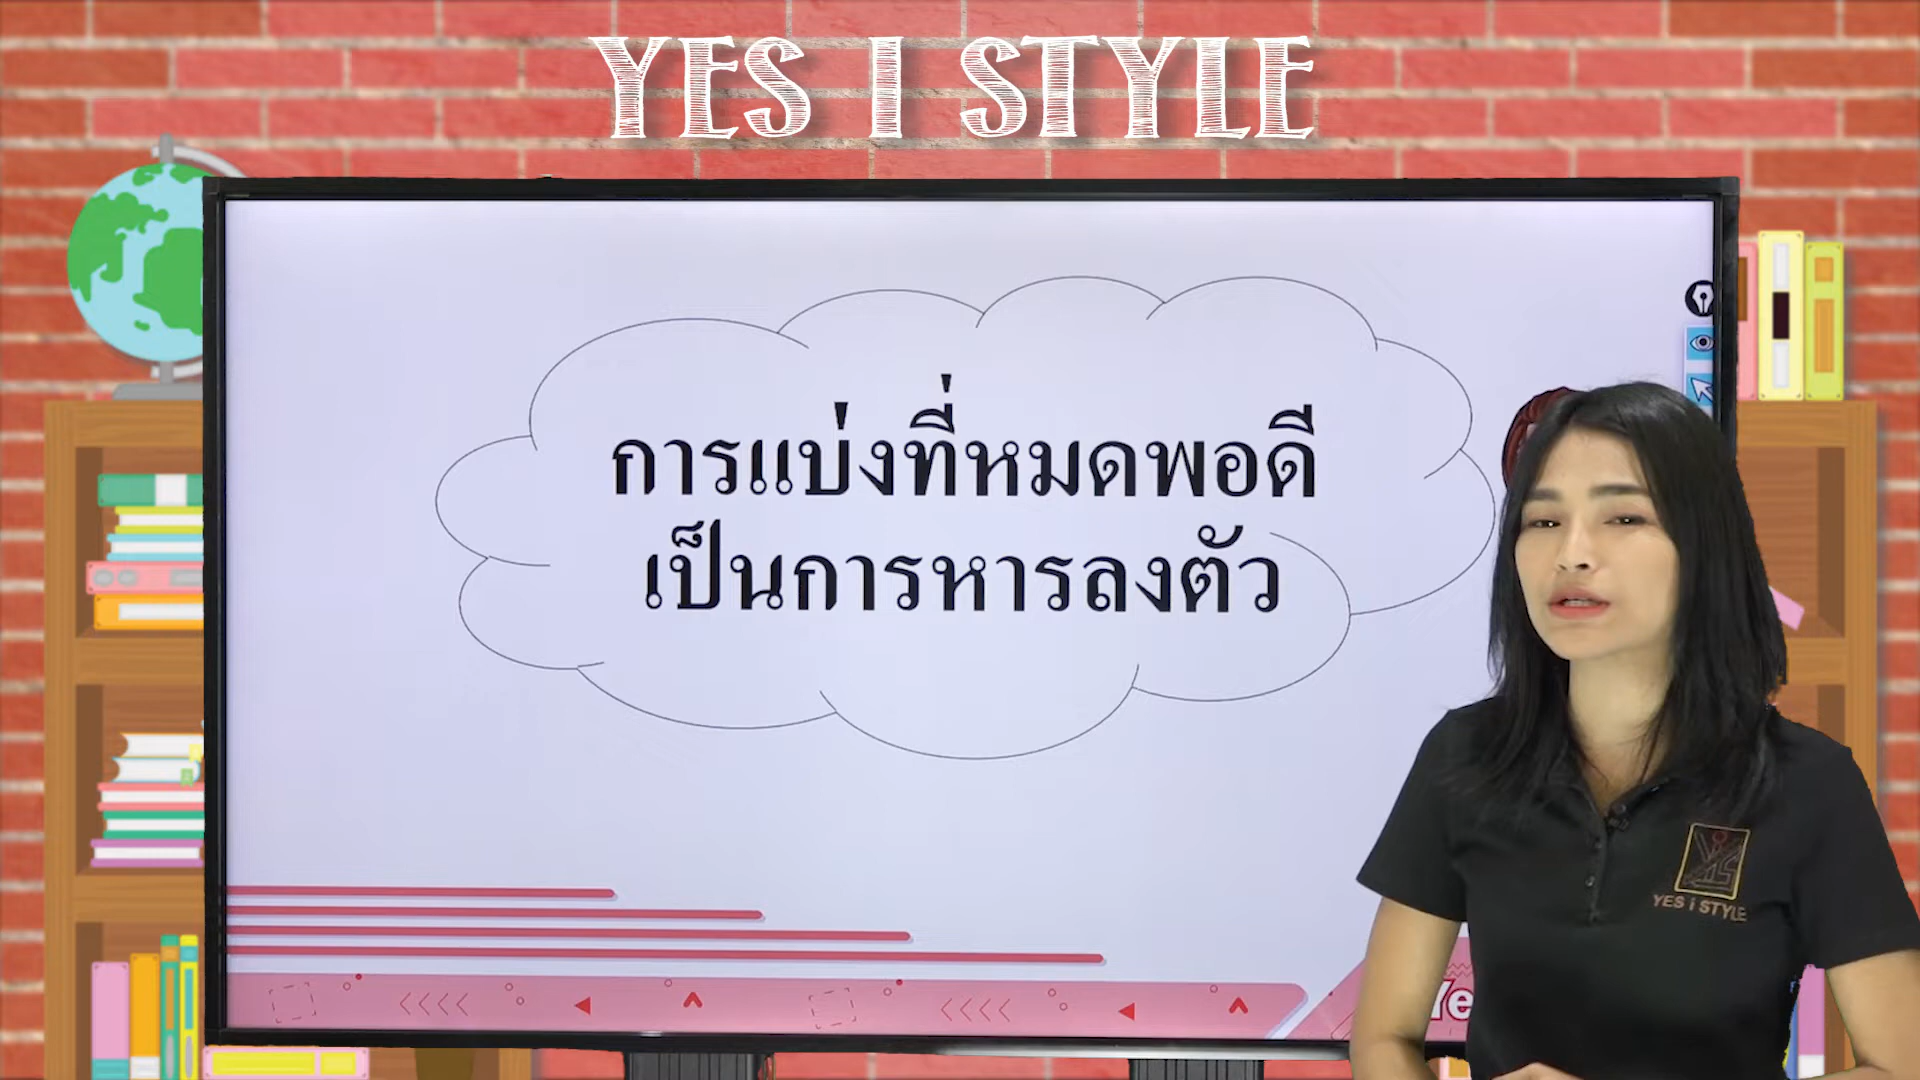 YES I STYLE
การแบ่งที่หมดพอดี
เป็นการหารลงตัว
YES i STYLE
Ye